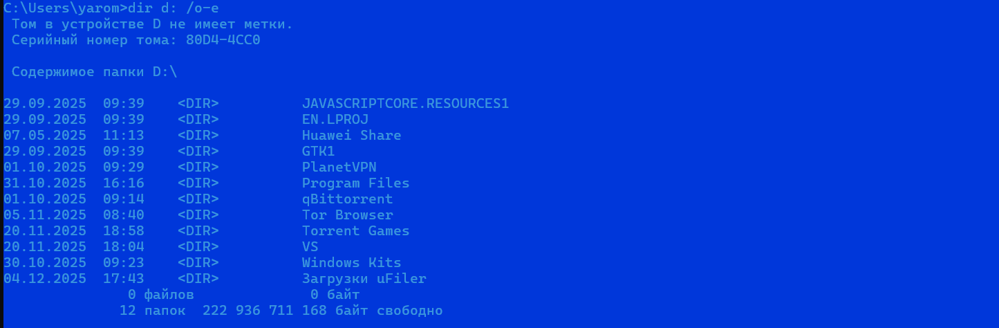 C:\Users\yarom>dir d: /o-e
Том в устройстве D не имеет метки.
Серийный номер тома: 80D4-4CC0
Содержимое папки D:\
29.09.2025  09:39    <DIR>          JAVASCRIPTCORE.RESOURCES1
29.09.2025  09:39    <DIR>          EN.LPROJ
07.05.2025  11:13    <DIR>          Huawei Share
29.09.2025  09:39    <DIR>          GTK1
01.10.2025  09:29    <DIR>          PlanetVPN
31.10.2025  16:16    <DIR>          Program Files
01.10.2025  09:14    <DIR>          qBittorrent
05.11.2025  08:40    <DIR>          Tor Browser
20.11.2025  18:58    <DIR>          Torrent Games
20.11.2025  18:04    <DIR>          VS
30.10.2025  09:23    <DIR>          Windows Kits
04.12.2025  17:43    <DIR>          Загрузки uFiler
0 файлов              0 байт
12 папок  222 936 711 168 байт свободно